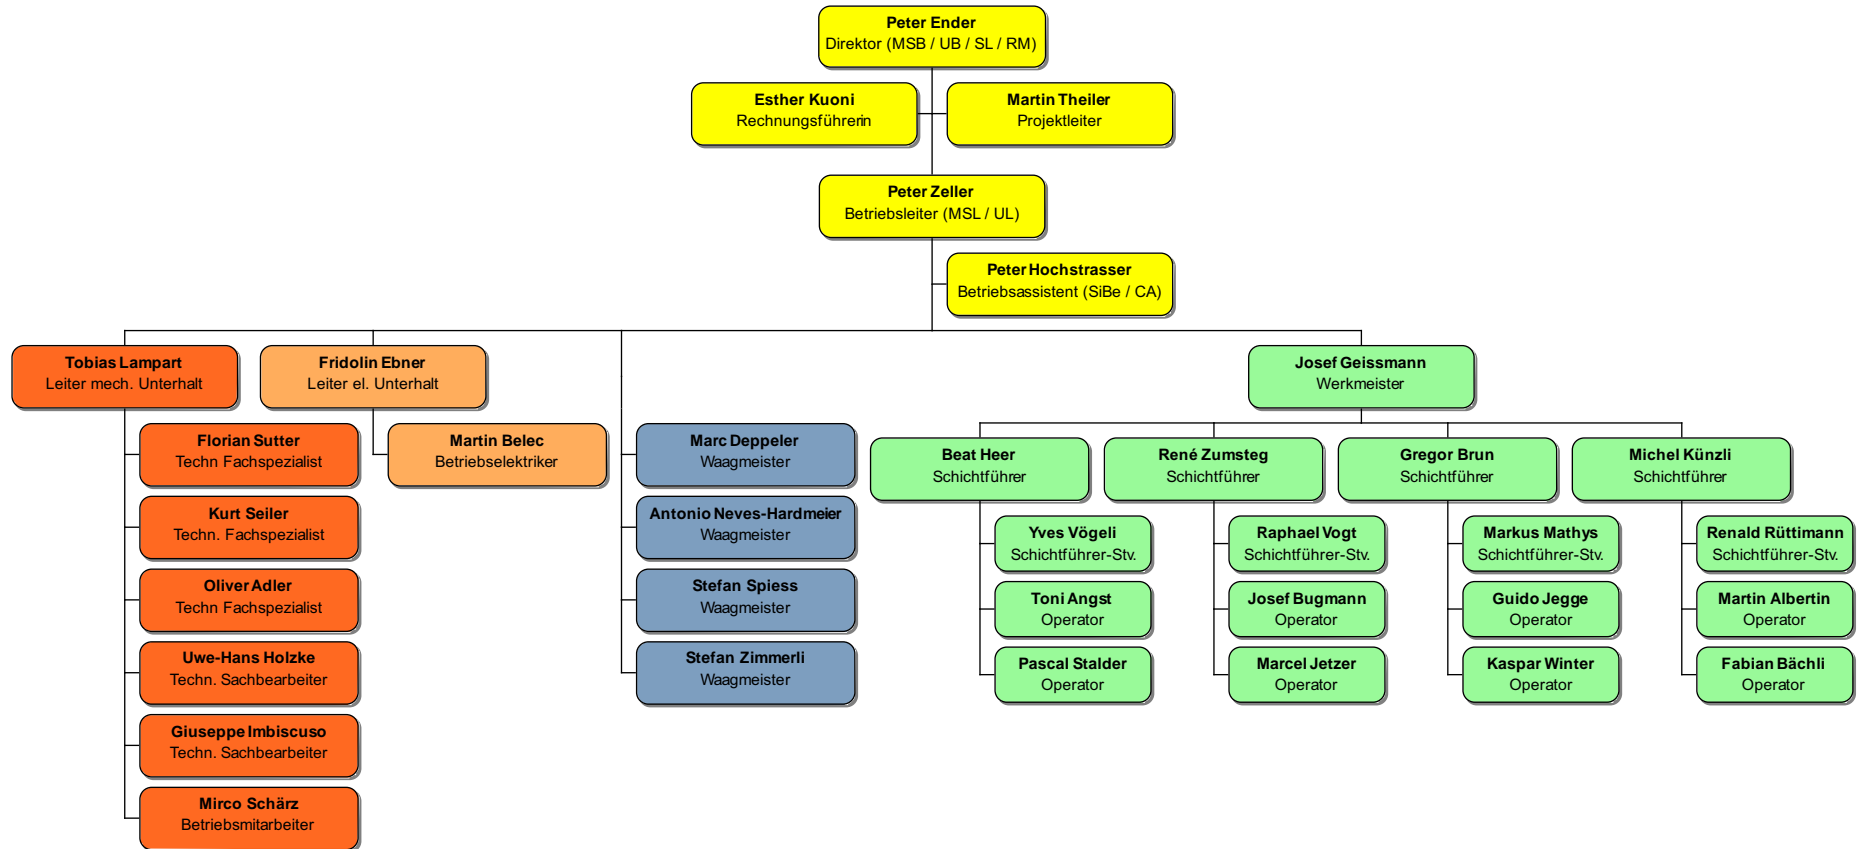 Peter Ender
Direktor (MSB / UB / SL / RM)
Esther Kuoni
Rechnungsführerin
Martin Theiler
Projektleiter
Peter Zeller
Betriebsleiter (MSL / UL)
Peter Hochstrasser
Betriebsassistent (SiBe / CA)
Tobias Lampart
Leiter mech. Unterhalt
Florian Sutter
Techn Fachspezialist
Kurt Seiler
Techn. Fachspezialist
Oliver Adler
Techn Fachspezialist
Uwe-Hans Holzke
Techn. Sachbearbeiter
Giuseppe Imbiscuso
Techn. Sachbearbeiter
Mirco Schärz
Betriebsmitarbeiter
Fridolin Ebner
Leiter el. Unterhalt
Martin Belec
Betriebselektriker
Marc Deppeler
Waagmeister
Antonio Neves-Hardmeier
Waagmeister
Stefan Spiess
Waagmeister
Stefan Zimmerli
Waagmeister
Josef Geissmann
Werkmeister
Beat Heer
Schichtführer
Yves Vögeli
Schichtführer-Stv.
Toni Angst
Operator
Pascal Stalder
Operator
René Zumsteg
Schichtführer
Raphael Vogt
Schichtführer-Stv.
Josef Bugmann
Operator
Marcel Jetzer
Operator
Gregor Brun
Schichtführer
Markus Mathys
Schichtführer-Stv.
Guido Jegge
Operator
Kaspar Winter
Operator
Michel Künzli
Schichtführer
Renald Rüttimann
Schichtführer-Stv.
Martin Albertin
Operator
Fabian Bächli
Operator